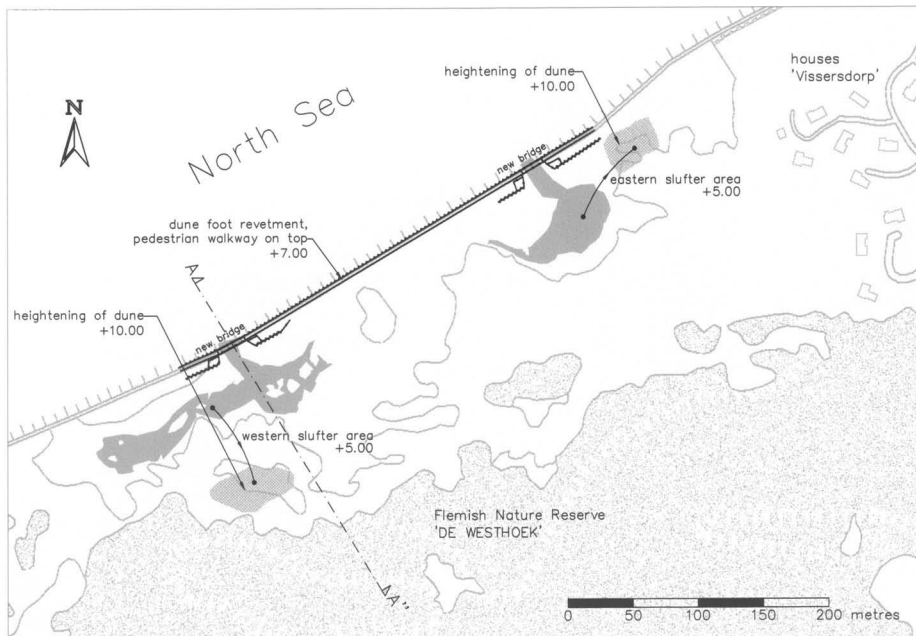 houses
'Vissersdorp'
heightening of dune
+10.00
N
North Sea
new bridge
eastern slufter area
+5.00
dune foot revetment,
pedestrian walkway on top
+7.00
A
heightening of dune
+10.00
new bridge
western slufter area
+5.00
Flemish Nature Reserve
'DE WESTHOEK'
A"
0 50 100 150 200 metres